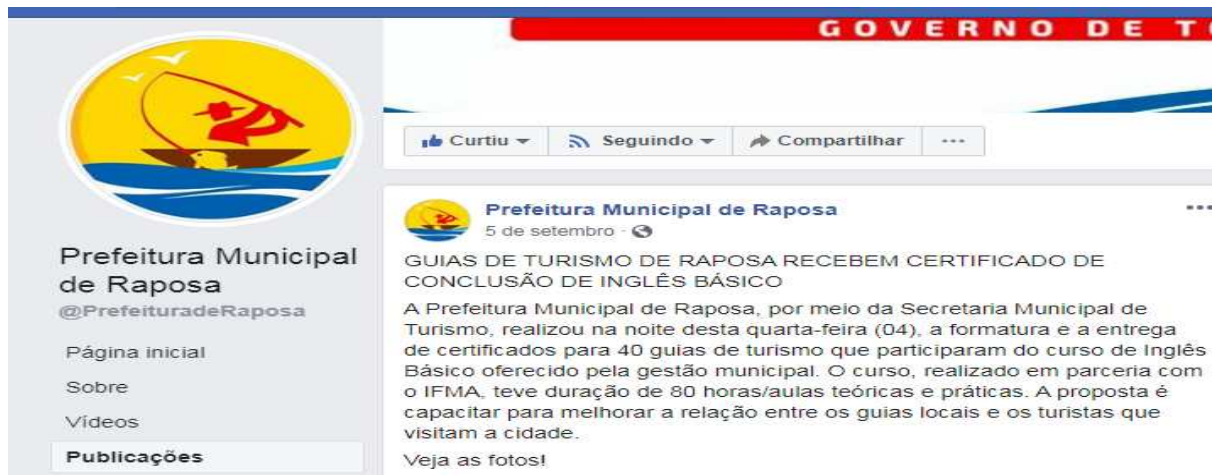 GOVERNO DE
Curtiu
Seguindo
Compartilhar
Prefeitura Municipal
de Raposa
@PrefeituradeRaposa
Página inicial
Sobre
Vídeos
Publicações
Prefeitura Municipal de Raposa
5 de setembro ·
GUIAS DE TURISMO DE RAPOSA RECEBEM CERTIFICADO DE
CONCLUSÃO DE INGLÊS BÁSICO
A Prefeitura Municipal de Raposa, por meio da Secretaria Municipal de
Turismo, realizou na noite desta quarta-feira (04), a formatura e a entrega
de certificados para 40 guias de turismo que participaram do curso de Inglês
Básico oferecido pela gestão municipal. O curso, realizado em parceria com
o IFMA, teve duração de 80 horas/aulas teóricas e práticas. A proposta é
capacitar para melhorar a relação entre os guias locais e os turistas que
visitam a cidade.
Veja as fotos!